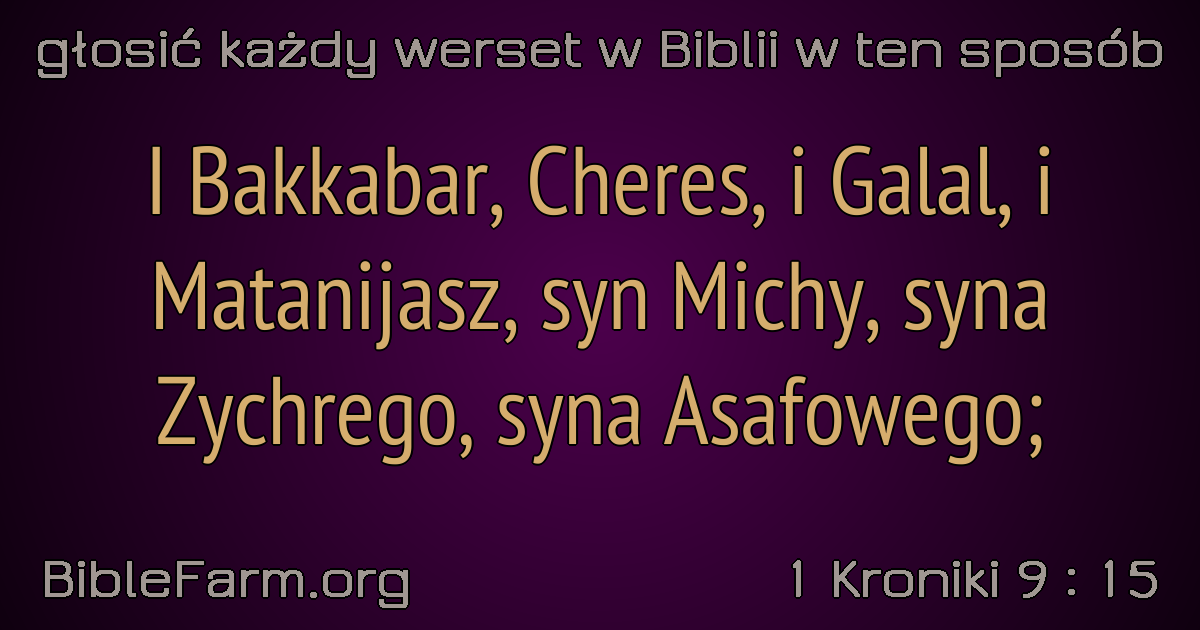 głosić każdy werset w Biblii w ten sposób
I Bakkabar, Cheres, i Galal, i
Matanijasz, syn Michy, syna
Zychrego, syna Asafowego;
BibleFarm.org
1 Kroniki 9 : 15